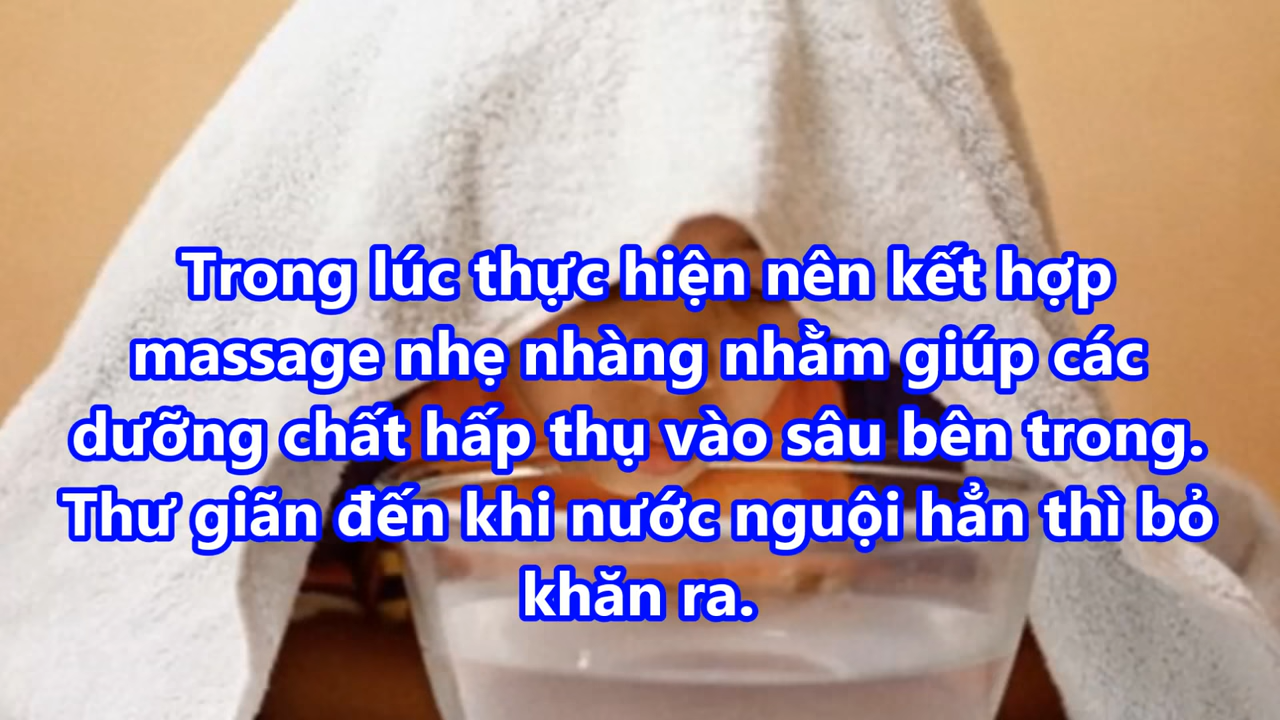 Trong lúc thực hiện nên kết hợp
massage nhẹ nhàng nhằm giúp các
dưỡng chất hấp thụ vào sâu bên trong.
Thư giãn đến khi nước nguội hẳn thì bỏ
khăn ra.